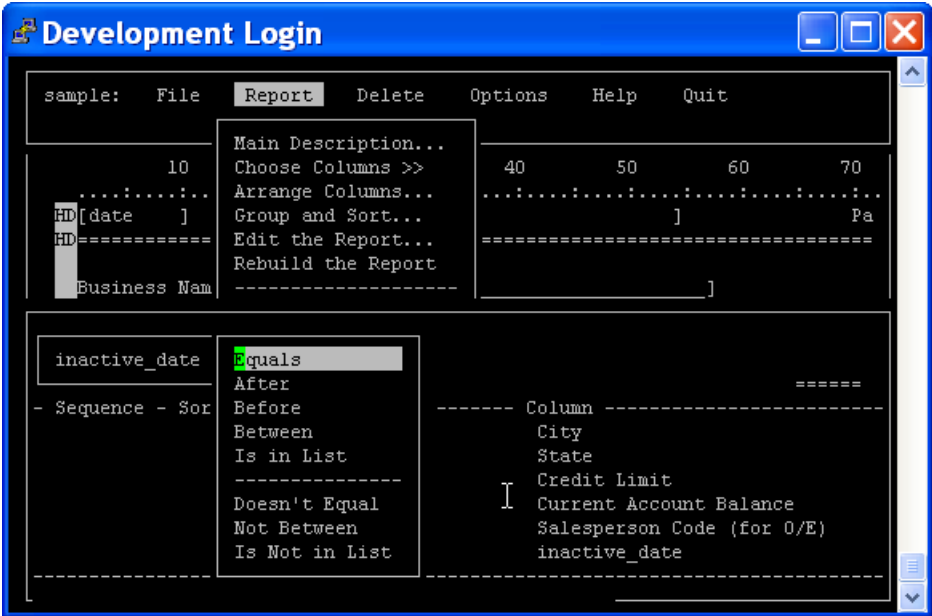 Development Login
sample: File Report Delete Options Help Quit
Main Description...
10 Choose Columns >> 40 50 60 70
....:....:.. Arrange Columns... ...:....:....:....:....:....:....:..
HD[date ] Group and Sort... ] Pa
HD============ Edit the Report... ===================================
Rebuild the Report
Business Nam -------------------- ____________________]
inactive_date Equals
After ======
- Sequence - Sor Before ------- Column -------------------------
Between City
Is in List State
--------------- Credit Limit
Doesn't Equal Current Account Balance
Not Between Salesperson Code (for O/E)
Is Not in List inactive_date